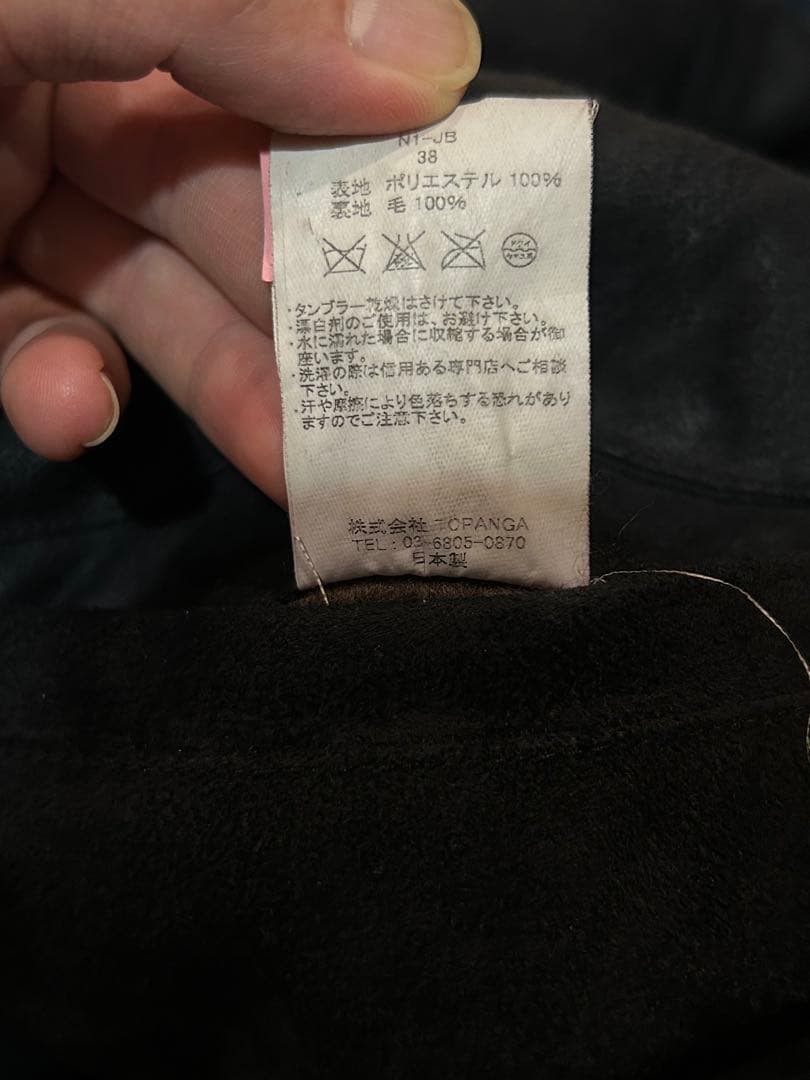 N1-JB
38
表地 ポリエステル 100%
裏地 毛 100%
ドライ
・タンブラー乾燥はさけて下さい。
・漂白剤のご使用は、お避け下さい。
・水に濡れた場合に収縮する場合が御
座います。
・洗濯の際は信用ある専門店へご相談
下さい。
・汗や摩擦により色落ちする恐れがあり
ますのでご注意下さい。
株式会社 TOPANGA
TEL : 03-6805-0870
日本製